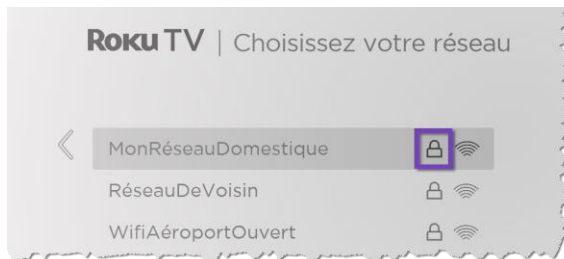 Roku TV | Choisissez votre réseau
MonRéseauDomestique
RéseauDeVoisin
WifiAéroportOuvert